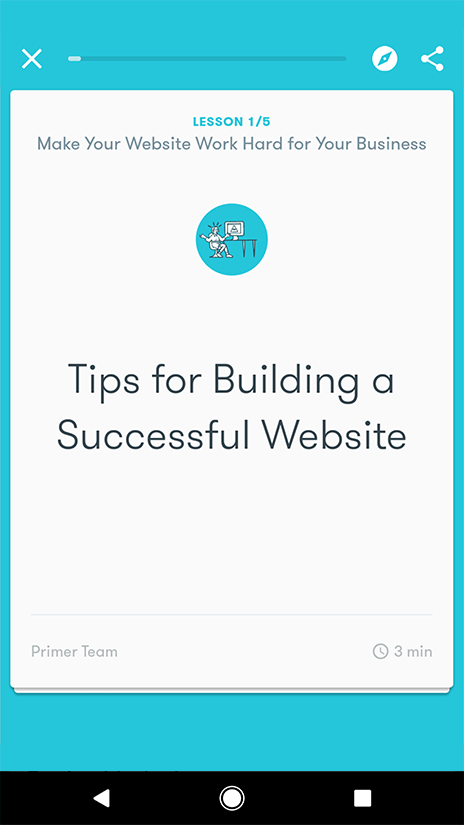 LESSON 1/5
Make Your Website Work Hard for Your Business
Tips for Building a
Successful Website
Primer Team
3 min